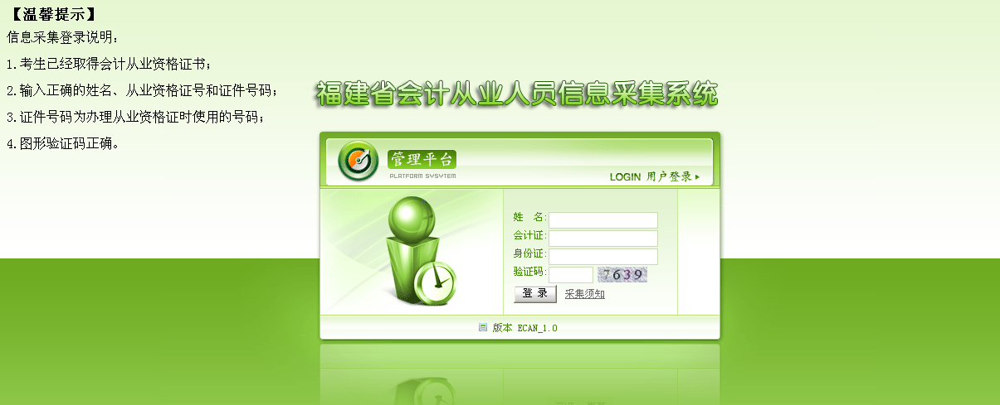 【温馨提示】
信息采集登录说明：
1.考生已经取得会计从业资格证书；
2.输入正确的姓名、从业资格证号和证件号码；
3.证件号码为办理从业资格证时使用的号码；
4.图形验证码正确。
福建省会计从业人员信息采集系统
管理平台
PLATFORM SYSYTEM
LOGIN 用户登录
姓 名:
会计证:
身份证:
验证码: 7639
登 录 采集须知
版本 ECAN_1.0